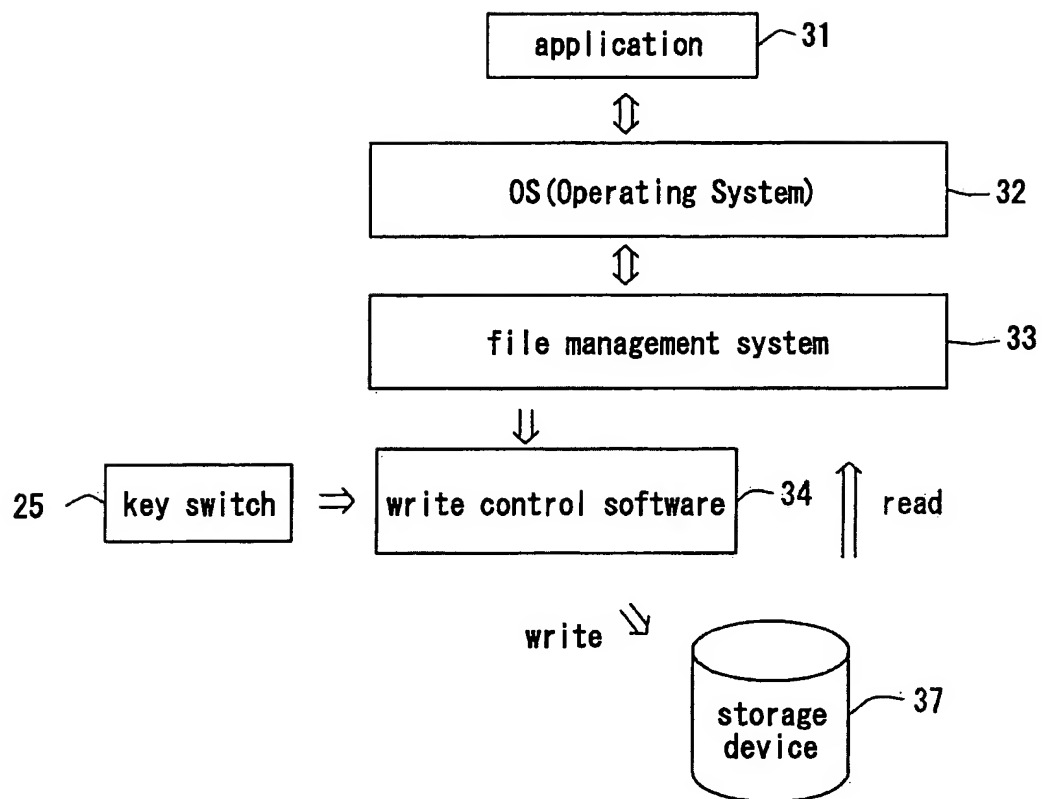 application
31
OS(Operating System)
32
file management system
33
25
key switch
write control software
34
read
write
storage
device
37